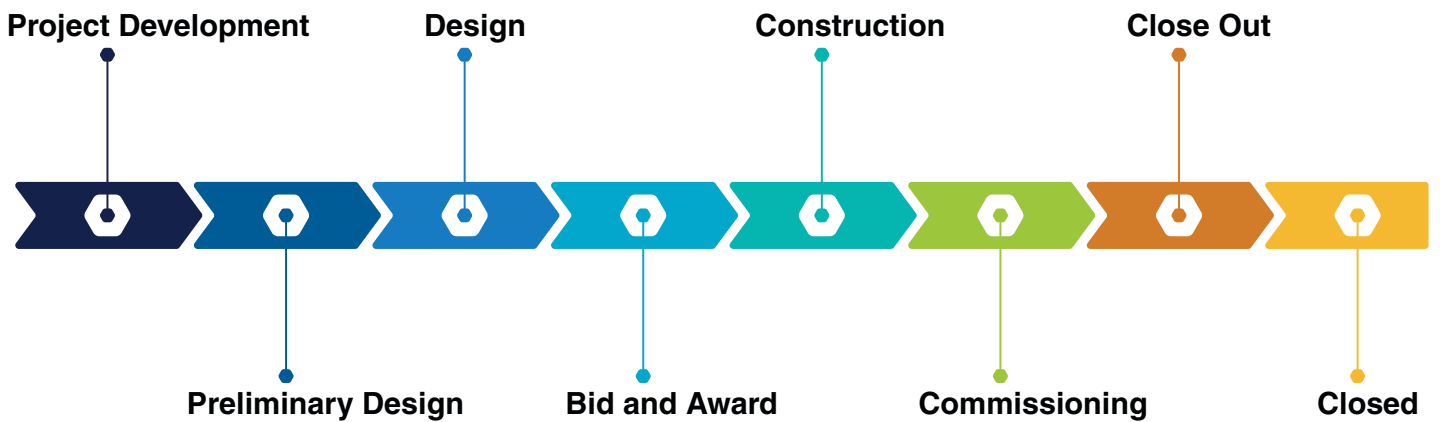 Project Development
Design
Construction
Close Out
Preliminary Design
Bid and Award
Commissioning
Closed